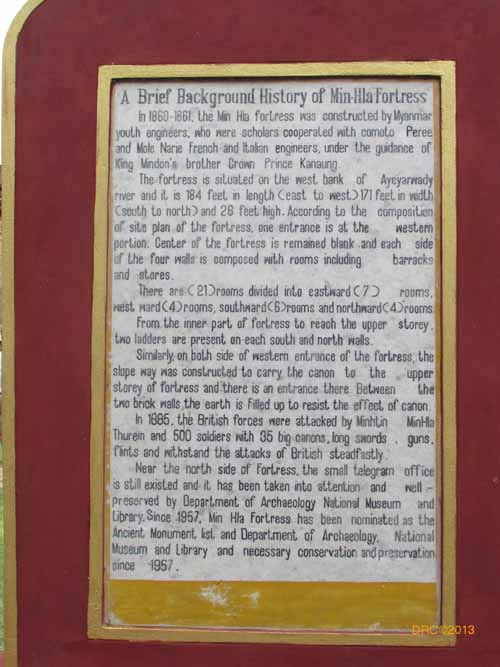 A Brief Background History of Min-Hla Fortress
In 1860-1861, the Min Hla fortress was constructed by Myanmar
youth engineers, who were scholars cooperated with comoto Peree
and Mole Narie French and Italian engineers, under the guidance of
King Mindon's brother Crown Prince Kanaung.
The fortress is situated on the west bank of Ayeyarwady
river and it is 184 feet in length (east to west) 171 feet in width
(south to north) and 26 feet high. According to the composition
of site plan of the fortress, one entrance is at the western
portion. Center of the fortress is remained blank and each side
of the four walls is composed with rooms including barracks
and stores.
There are (21) rooms divided into eastward (7) rooms,
west ward (4) rooms, southward (6) rooms and northward (4) rooms.
From the inner part of fortress to reach the upper storey,
two ladders are present on each south and north walls.
Similarly, on both side of western entrance of the fortress, the
slope way was constructed to carry the canon to the upper
storey of fortress and there is an entrance there Between the
two brick walls, the earth is filled up to resist the effect of canon.
In 1885, the British forces were attacked by Minhtin MinHla
Thurein and 500 soldiers with 35 big canons, long swords , guns,
flints and withstand the attacks of British steadfastly.
Near the north side of Fortress, the small telegram office
is still existed and it has been taken into attention and well -
preserved by Department of Archaeology National Museum and
Library. Since 1957, Min Hla Fortress has been nominated as the
Ancient Monument list and Department of Archaeology, National
Museum and Library and necessary conservation and preservation
since 1957.
DRC ©2013